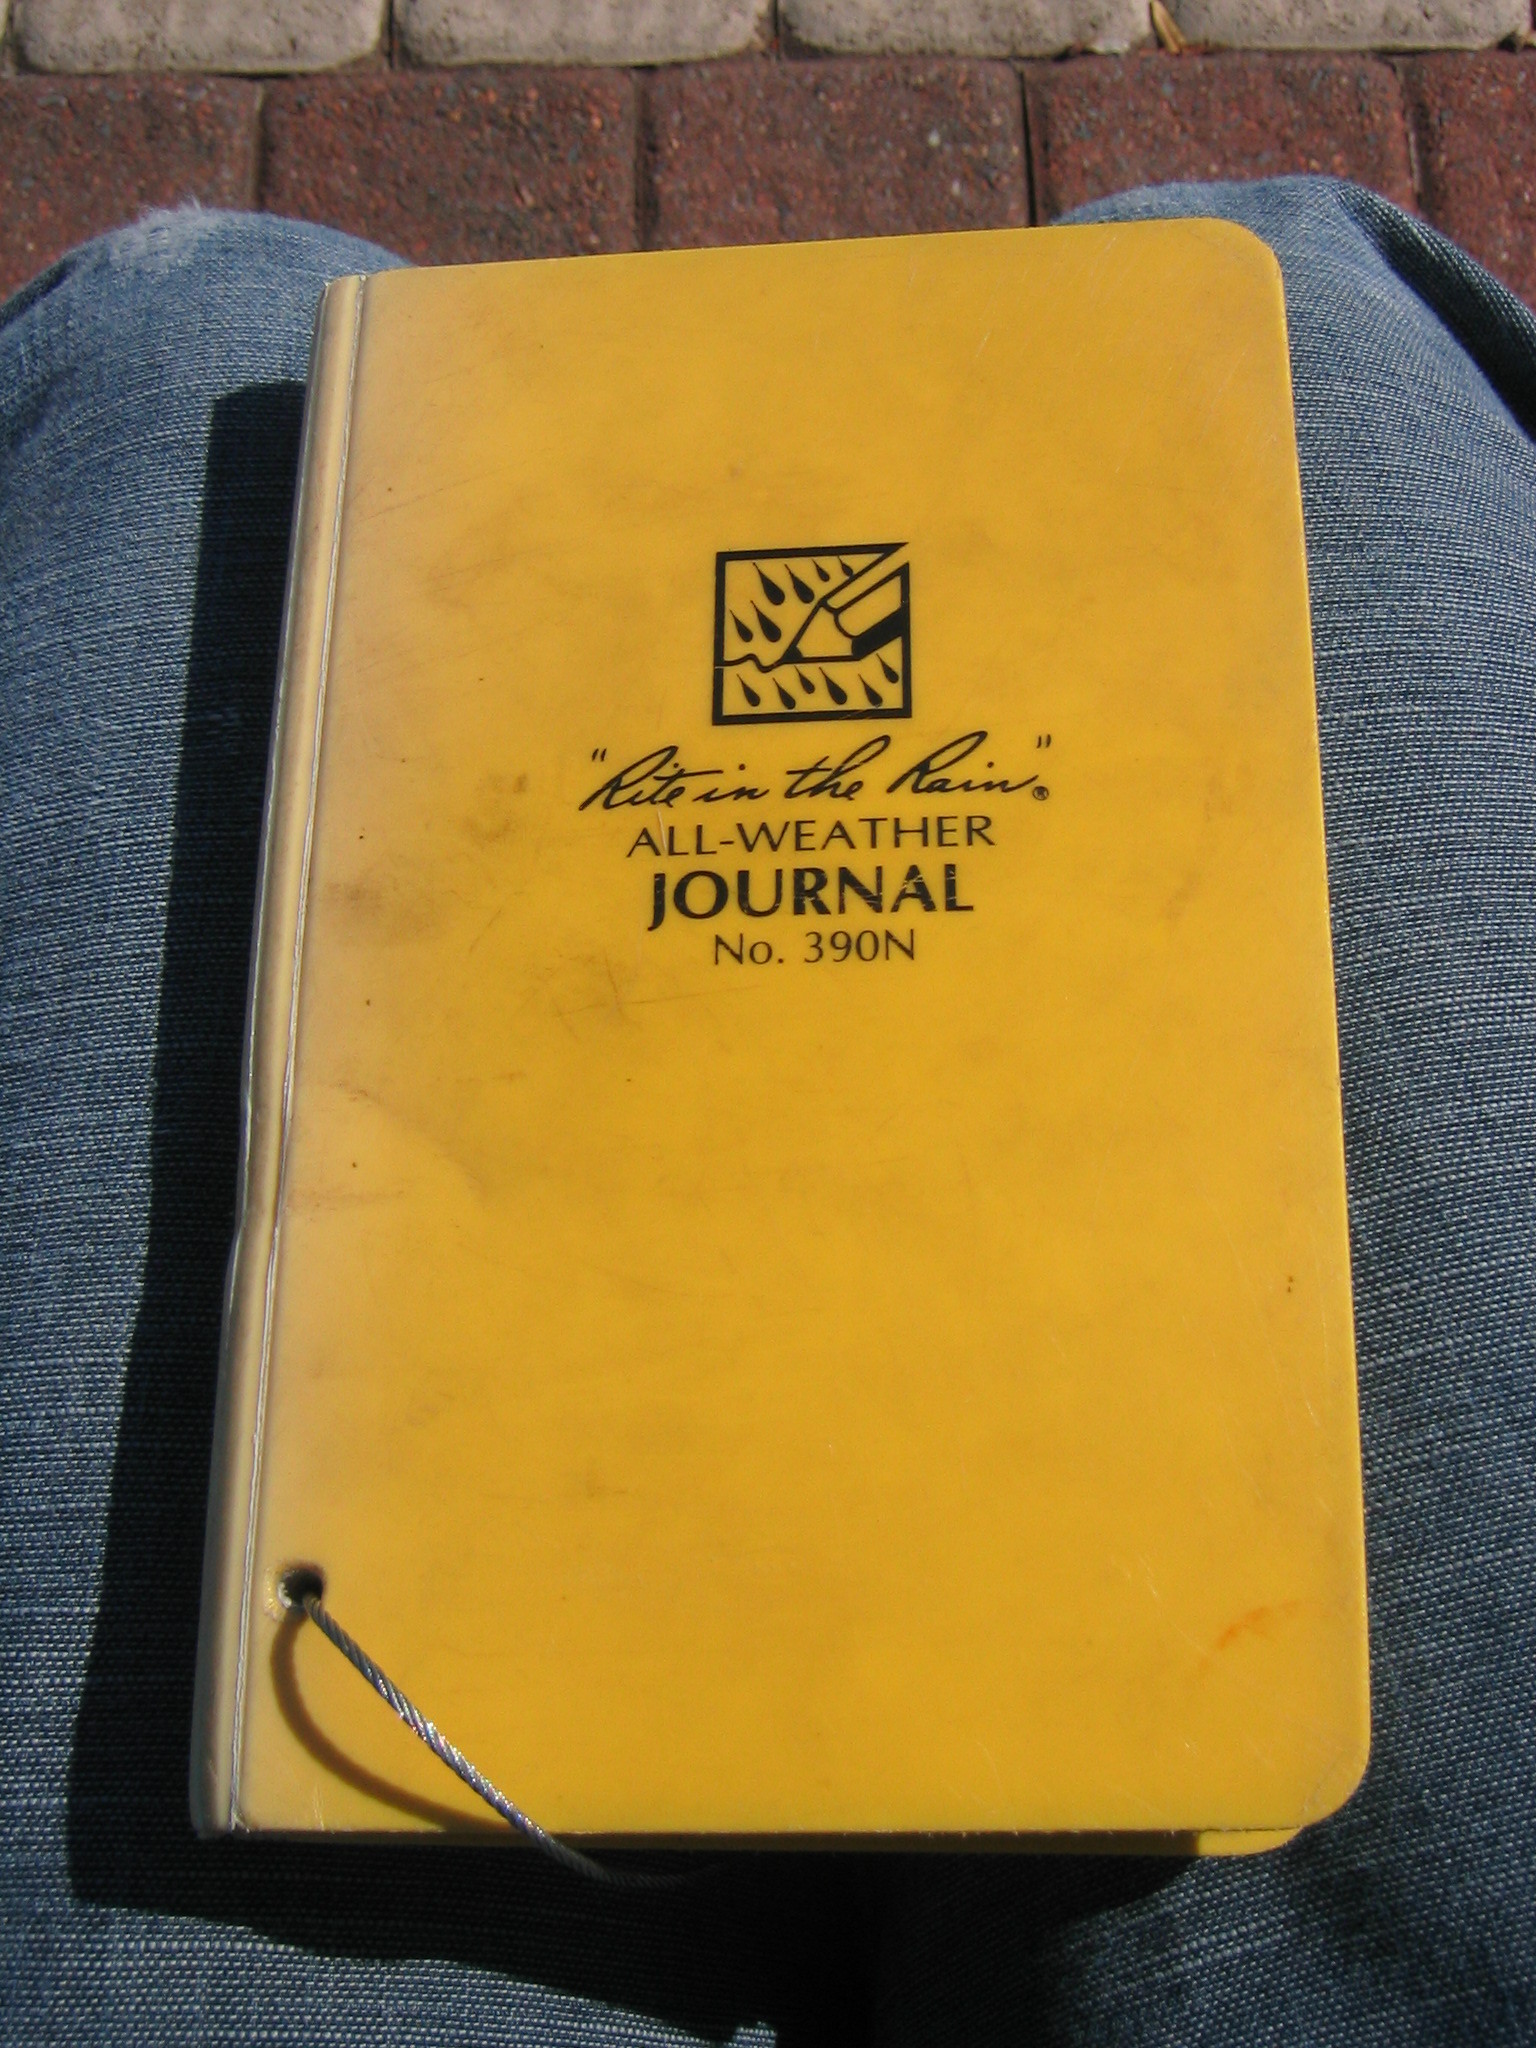 "Rite in the Rain"®
ALL-WEATHER
JOURNAL
No. 390N